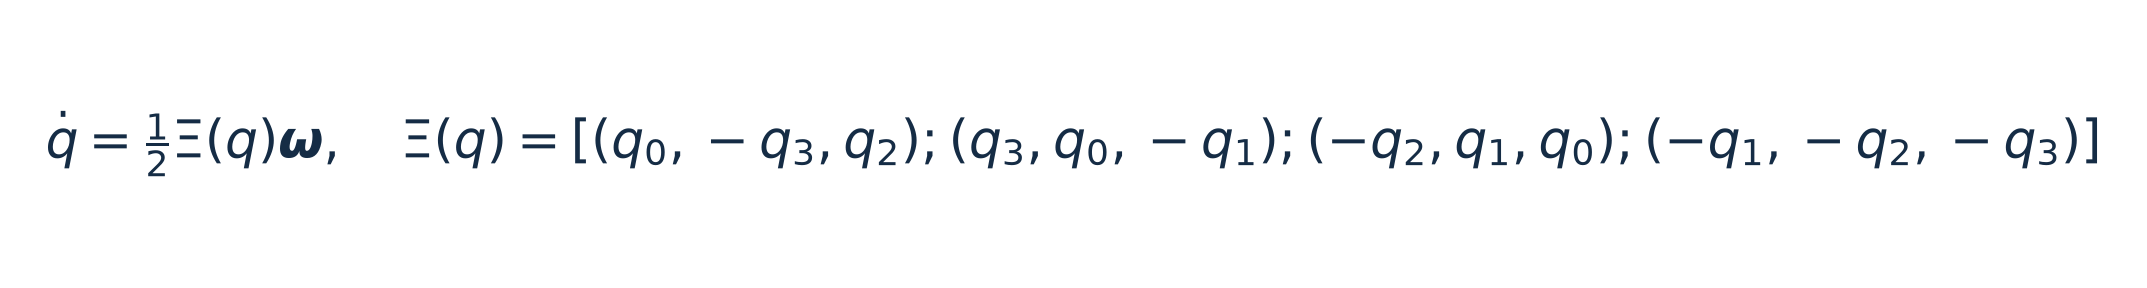 q̇ = ½Ξ(q)𝝎,  Ξ(q) = [(q₀, −q₃, q₂); (q₃, q₀, −q₁); (−q₂, q₁, q₀); (−q₁, −q₂, −q₃)]